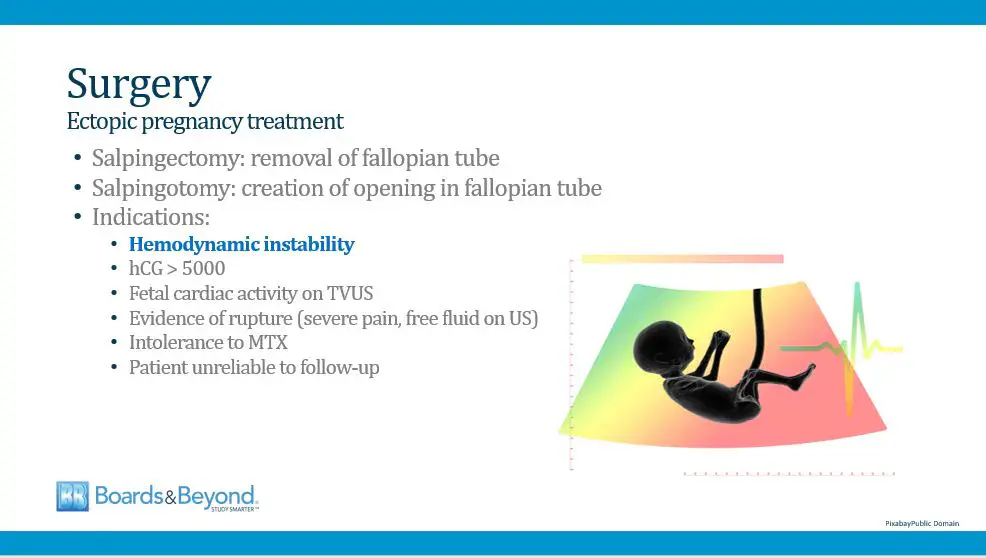 Surgery
Ectopic pregnancy treatment
• Salpingectomy: removal of fallopian tube
• Salpingotomy: creation of opening in fallopian tube
• Indications:
• Hemodynamic instability
• hCG > 5000
• Fetal cardiac activity on TVUS
• Evidence of rupture (severe pain, free fluid on US)
• Intolerance to MTX
• Patient unreliable to follow-up
BB Boards&Beyond.
STUDY SMARTER™
PixabayPublic Domain